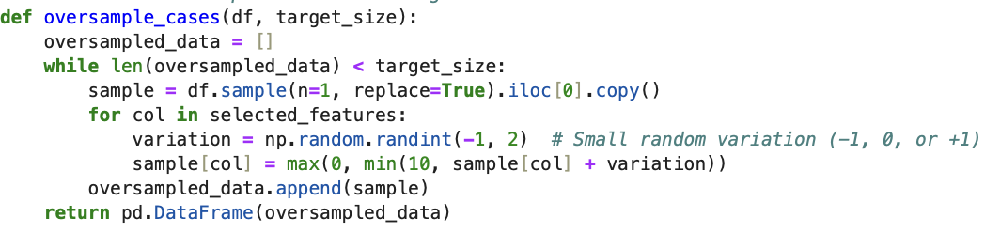 def oversample_cases(df, target_size):
    oversampled_data = []
    while len(oversampled_data) < target_size:
        sample = df.sample(n=1, replace=True).iloc[0].copy()
        for col in selected_features:
            variation = np.random.randint(-1, 2)  # Small random variation (-1, 0, or +1)
            sample[col] = max(0, min(10, sample[col] + variation))
        oversampled_data.append(sample)
    return pd.DataFrame(oversampled_data)